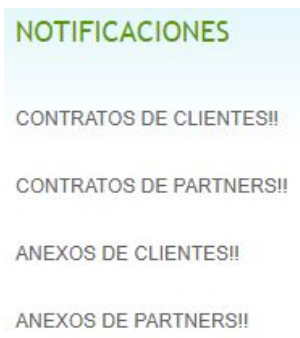 NOTIFICACIONES
CONTRATOS DE CLIENTES!!
CONTRATOS DE PARTNERS!!
ANEXOS DE CLIENTES!!
ANEXOS DE PARTNERS!!